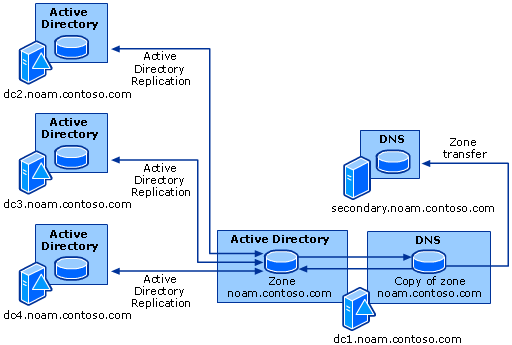 Active
Directory
dc2.noam.contoso.com
Active
Directory
Replication
Active
Directory
dc3.noam.contoso.com
Active
Directory
Replication
Active
Directory
dc4.noam.contoso.com
Active
Directory
Replication
DNS
secondary.noam.contoso.com
Zone
transfer
Active Directory
Zone
noam.contoso.com
DNS
Copy of zone
noam.contoso.com
dc1.noam.contoso.com